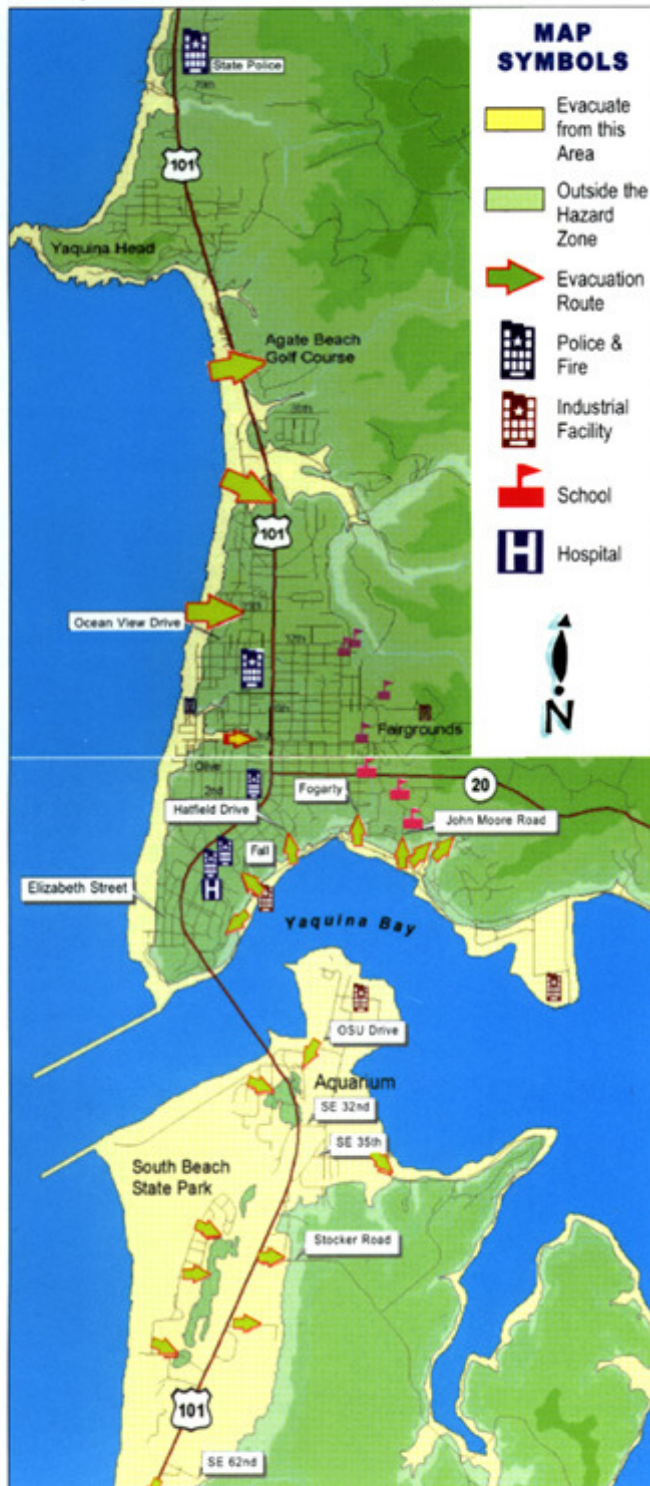 MAP
SYMBOLS
Evacuate
from this
Area
Outside the
Hazard
Zone
Evacuation
Route
Police &
Fire
Industrial
Facility
School
H
Hospital
N
State Police
101
Yaquina Head
Agate Beach
Golf Course
101
Ocean View Drive
12th
Fairgrounds
Olive
2nd
20
Fogarty
Hatfield Drive
John Moore Road
Fall
Elizabeth Street
H
Yaquina Bay
OSU Drive
Aquarium
SE 32nd
SE 35th
South Beach
State Park
Stocker Road
101
SE 62nd